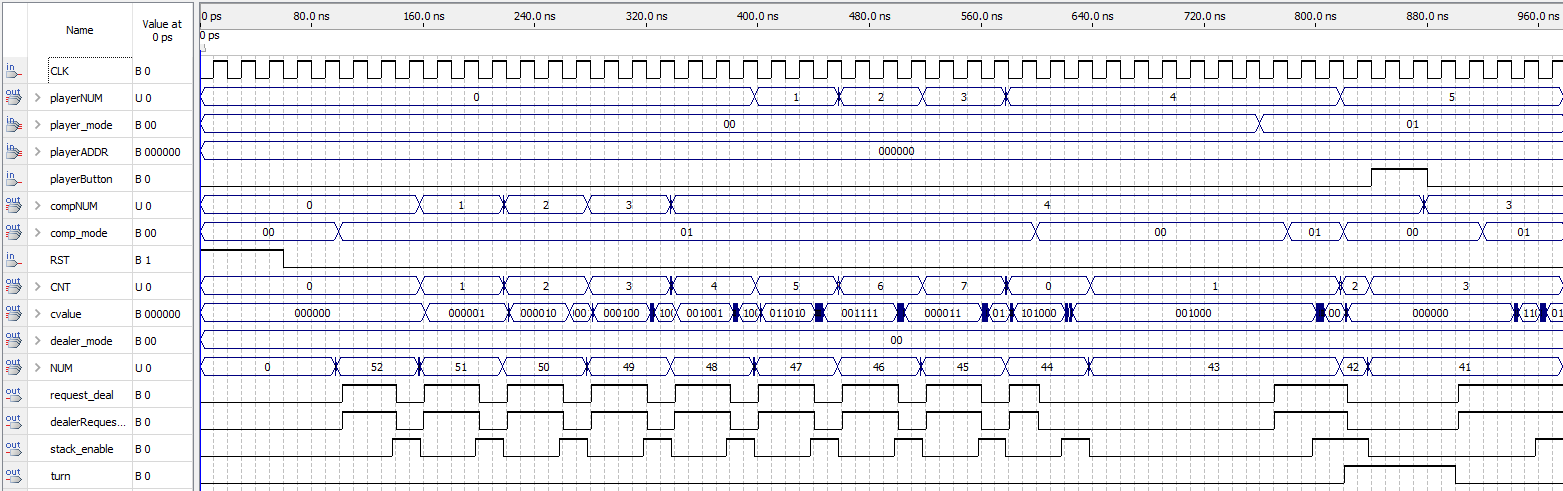 Name Value at 0 ps 0 ps 80.0 ns 160.0 ns 240.0 ns 320.0 ns 400.0 ns 480.0 ns 560.0 ns 640.0 ns 720.0 ns 800.0 ns 880.0 ns 960.0 ns
0 ps
in CLK B 0
out playerNUM U 0 0 1 2 3 4 5
in player_mode B 00 00 01
in playerADDR B 000000 000000
in playerButton B 0
out compNUM U 0 0 1 2 3 4 3
out comp_mode B 00 00 01 00 01 00 01
in RST B 1
out CNT U 0 0 1 2 3 4 5 6 7 0 1 2 3
out cvalue B 000000 000000 000001 000010 00 000100 10 001001 10 011010 001111 000011 01 101000 001000 00 000000 11 01
out dealer_mode B 00 00
out NUM U 0 0 52 51 50 49 48 47 46 45 44 43 42 41
out request_deal B 0
out dealerReques... B 0
out stack_enable B 0
out turn B 0